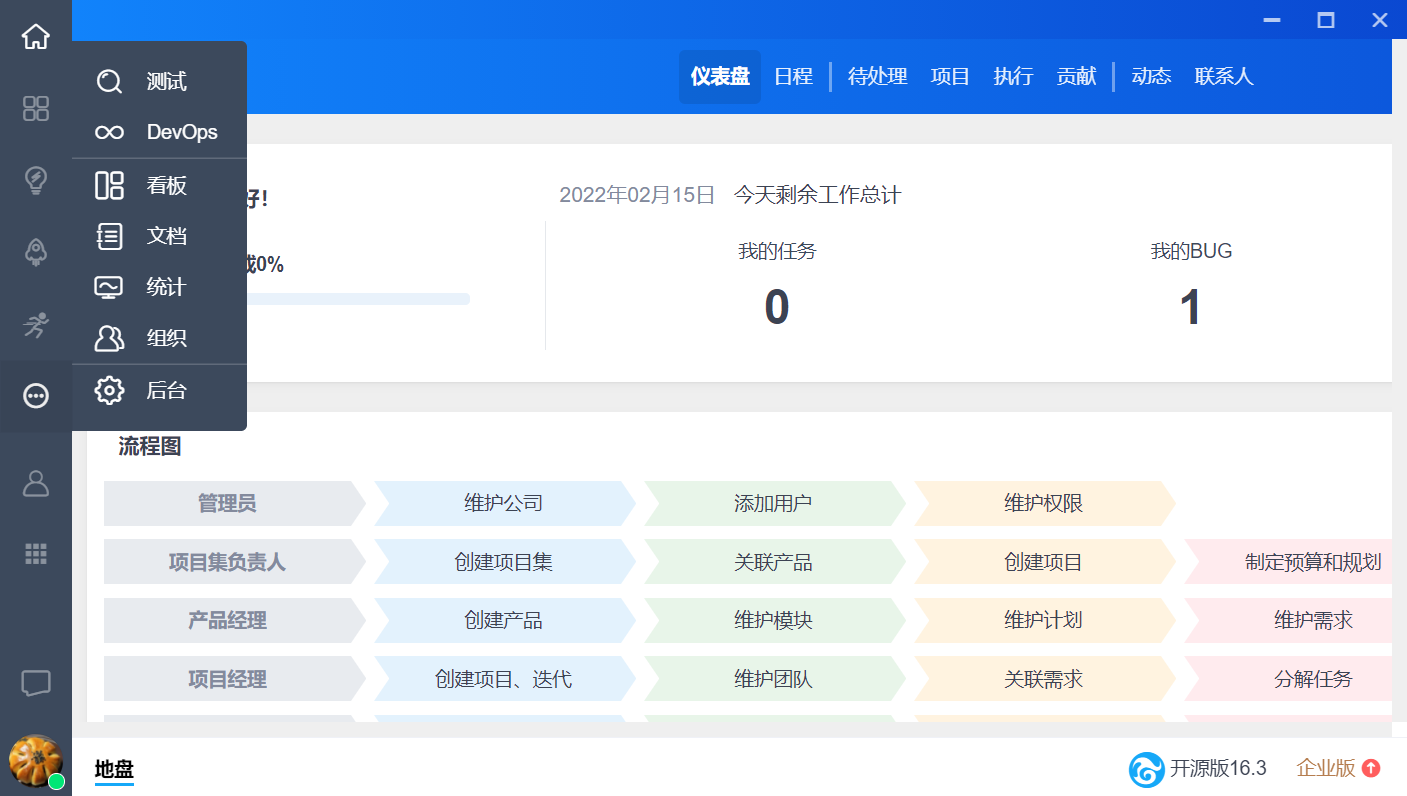 仪表盘 日程 待处理 项目 执行 贡献 动态 联系人
测试
DevOps
看板
文档
统计
组织
后台
好!
0%
2022年02月15日 今天剩余工作总计
我的任务 我的BUG
0 1
流程图
管理员 维护公司 添加用户 维护权限
项目集负责人 创建项目集 关联产品 创建项目 制定预算和规划
产品经理 创建产品 维护模块 维护计划 维护需求
项目经理 创建项目、迭代 维护团队 关联需求 分解任务
地盘 开源版16.3 企业版